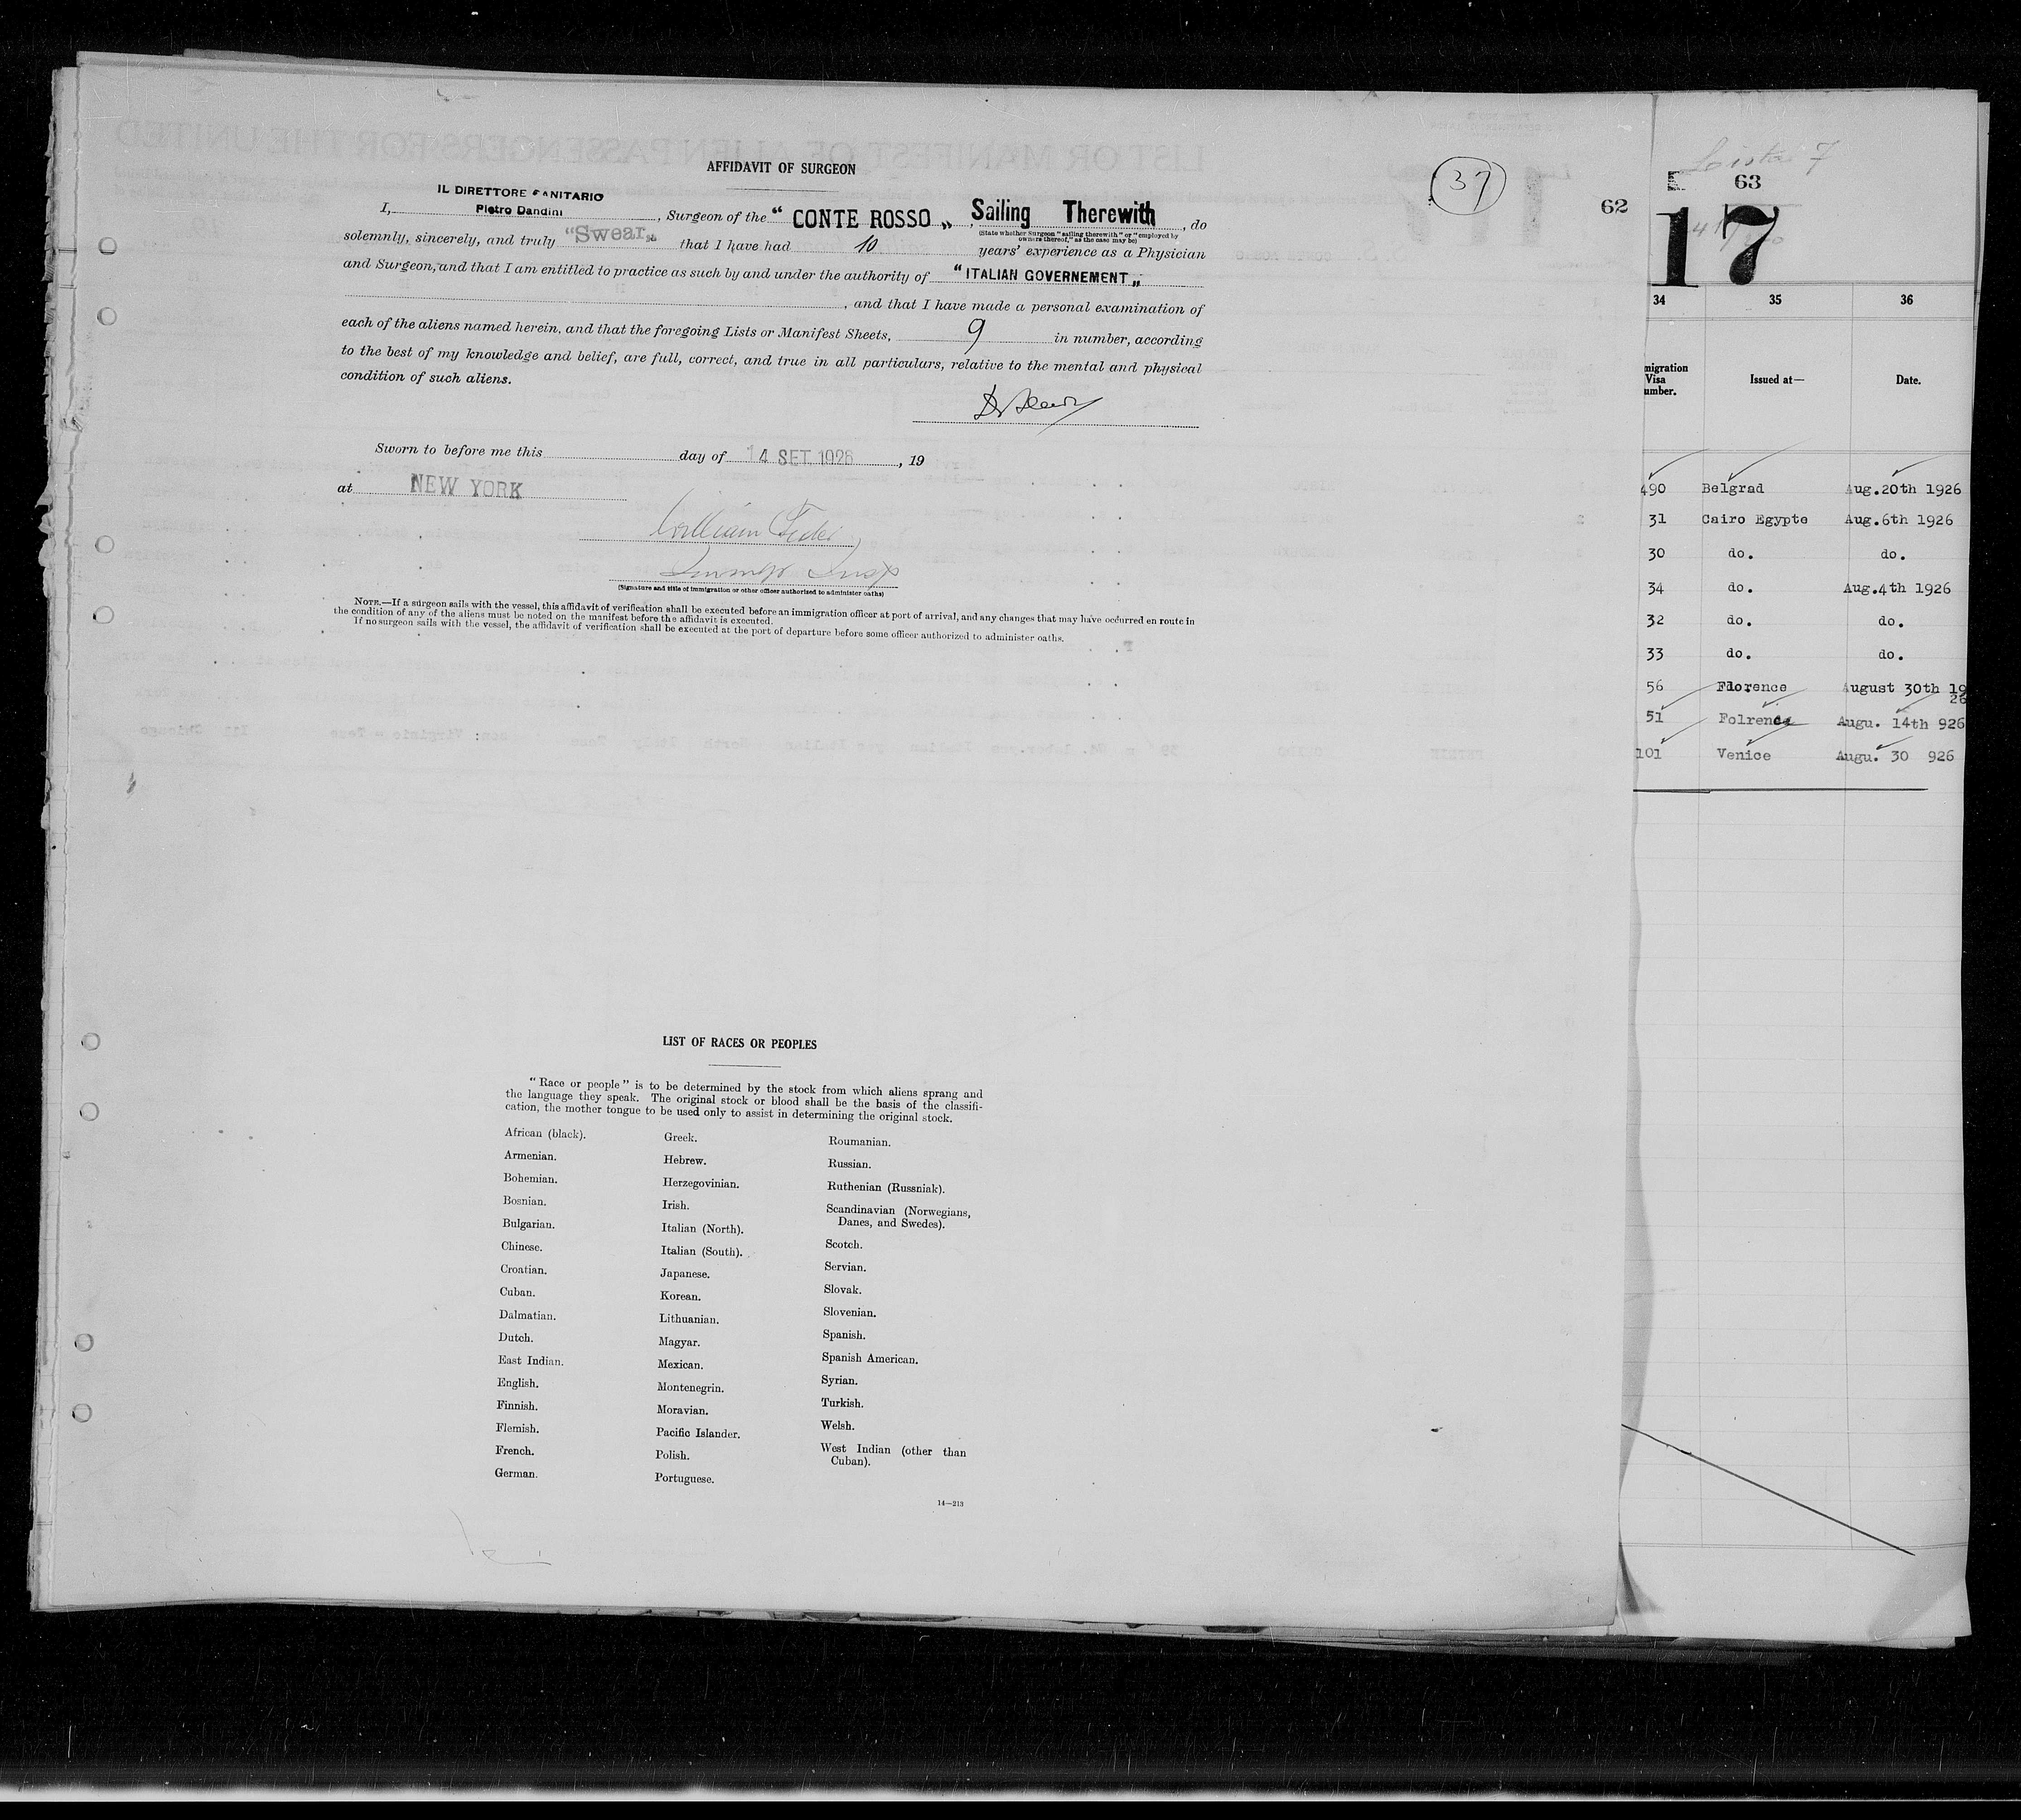 AFFIDAVIT OF SURGEON
37
62
IL DIRETTORE SANITARIO
I, Pietro Dandini, Surgeon of the "CONTE ROSSO„, Sailing Therewith, do
(State whether Surgeon "sailing therewith" or "employed by
owners thereof," as the case may be)
solemnly, sincerely, and truly "Swear„ that I have had 10 years' experience as a Physician
and Surgeon, and that I am entitled to practice as such by and under the authority of "ITALIAN GOVERNEMENT„
, and that I have made a personal examination of
each of the aliens named herein, and that the foregoing Lists or Manifest Sheets, 9 in number, according
to the best of my knowledge and belief, are full, correct, and true in all particulars, relative to the mental and physical
condition of such aliens.
Sworn to before me this day of 14 SET. 1926, 19
at NEW YORK
William
(Signature and title of immigration or other officer authorized to administer oaths)
NOTE.—If a surgeon sails with the vessel, this affidavit of verification shall be executed before an immigration officer at port of arrival, and any changes that may have occurred en route in
the condition of any of the aliens must be noted on the manifest before the affidavit is executed.
If no surgeon sails with the vessel, the affidavit of verification shall be executed at the port of departure before some officer authorized to administer oaths.
LIST OF RACES OR PEOPLES
"Race or people" is to be determined by the stock from which aliens sprang and
the language they speak. The original stock or blood shall be the basis of the classifi-
cation, the mother tongue to be used only to assist in determining the original stock.
African (black).
Armenian.
Bohemian.
Bosnian.
Bulgarian.
Chinese.
Croatian.
Cuban.
Dalmatian.
Dutch.
East Indian.
English.
Finnish.
Flemish.
French.
German.
Greek.
Hebrew.
Herzegovinian.
Irish.
Italian (North).
Italian (South).
Japanese.
Korean.
Lithuanian.
Magyar.
Mexican.
Montenegrin.
Moravian.
Pacific Islander.
Polish.
Portuguese.
Roumanian.
Russian.
Ruthenian (Russniak).
Scandinavian (Norwegians,
Danes, and Swedes).
Scotch.
Servian.
Slovak.
Slovenian.
Spanish.
Spanish American.
Syrian.
Turkish.
Welsh.
West Indian (other than
Cuban).
14—213
Lista 7
63
17
34 35 36
migration
Visa
umber.
Issued at—
Date.
490 Belgrad Aug.20th 1926
31 Cairo Egypte Aug.6th 1926
30 do. do.
34 do. Aug.4th 1926
32 do. do.
33 do. do.
56 Florence August 30th 19
26
51 Folrence Augu. 14th 926
101 Venice Augu. 30 926